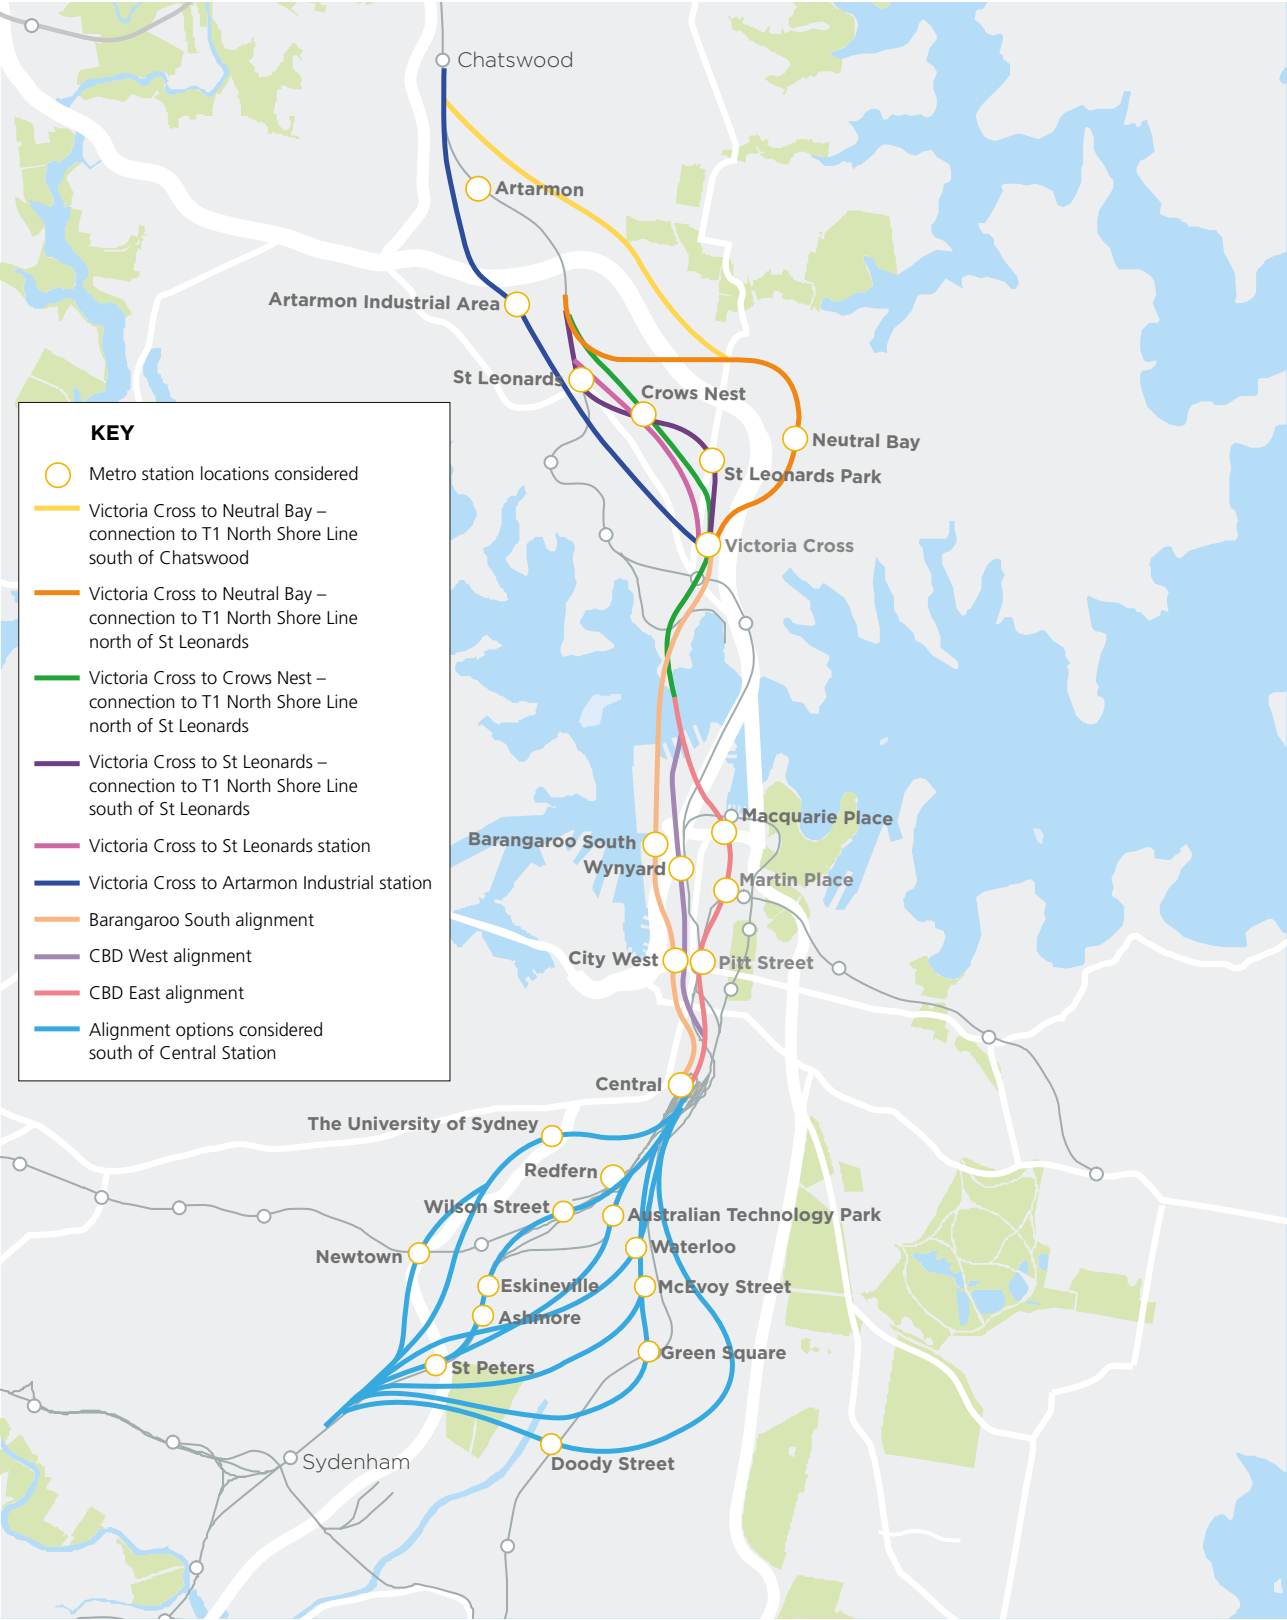 Chatswood
Artarmon
Artarmon Industrial Area
St Leonards
Crows Nest
Neutral Bay
St Leonards Park
Victoria Cross
KEY
Metro station locations considered
Victoria Cross to Neutral Bay –
connection to T1 North Shore Line
south of Chatswood
Victoria Cross to Neutral Bay –
connection to T1 North Shore Line
north of St Leonards
Victoria Cross to Crows Nest –
connection to T1 North Shore Line
north of St Leonards
Victoria Cross to St Leonards –
connection to T1 North Shore Line
south of St Leonards
Victoria Cross to St Leonards station
Victoria Cross to Artarmon Industrial station
Barangaroo South alignment
CBD West alignment
CBD East alignment
Alignment options considered
south of Central Station
Macquarie Place
Barangaroo South
Wynyard
Martin Place
City West
Pitt Street
Central
The University of Sydney
Redfern
Wilson Street
Australian Technology Park
Newtown
Waterloo
Eskineville
McEvoy Street
Ashmore
Green Square
St Peters
Sydenham
Doody Street